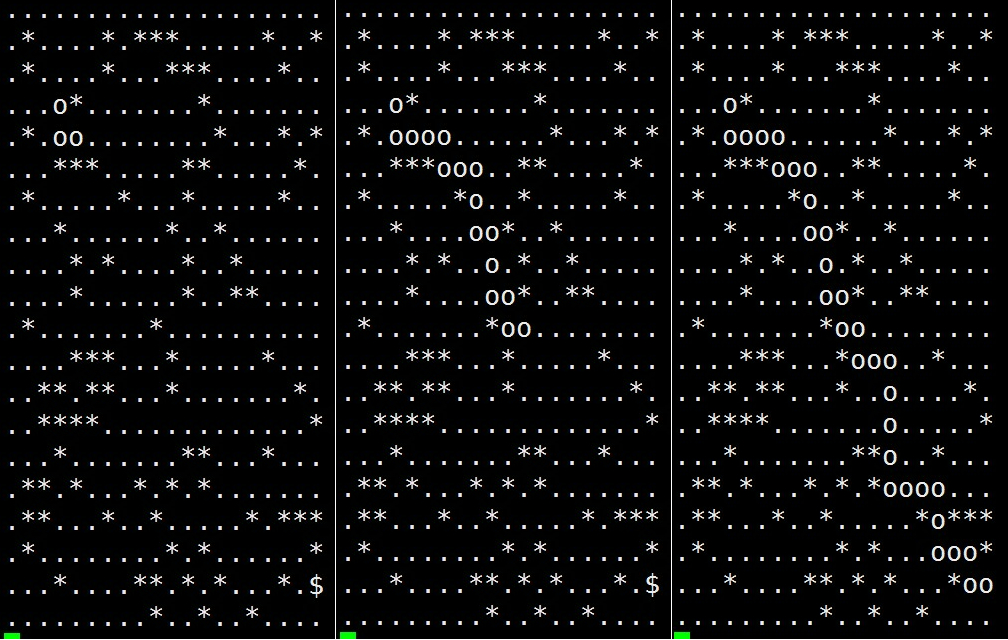 ....................
.*....*.***.....*..*
.*....*...***....*..
...o*.......*.......
.*.oo........*...*.*
...***.....**.....*.
.*.....*...*.....*..
...*......*..*......
....*.*....*..*.....
....*......*..**....
.*.......*..........
....***...*.....*...
..**.**...*.......*.
..****.............*
...*.......**...*...
.**.*...*.*.*.......
.**...*..*.....*.***
.*........*.*......*
...*....**.*.*...*.$
.........*..*..*....
....................
.*....*.***.....*..*
.*....*...***....*..
...o*.......*.......
.*.oooo......*...*.*
...***ooo..**.....*.
.*.....*o..*.....*..
...*....oo*..*......
....*.*..o.*..*.....
....*....oo*..**....
.*.......*oo........
....***...*.....*...
..**.**...*.......*.
..****.............*
...*.......**...*...
.**.*...*.*.*.......
.**...*..*.....*.***
.*........*.*......*
...*....**.*.*...*.$
.........*..*..*....
....................
.*....*.***.....*..*
.*....*...***....*..
...o*.......*.......
.*.oooo......*...*.*
...***ooo..**.....*.
.*.....*o..*.....*..
...*....oo*..*......
....*.*..o.*..*.....
....*....oo*..**....
.*.......*oo........
....***...*ooo..*...
..**.**...*..o....*.
..****.......o.....*
...*.......**o..*...
.**.*...*.*.*oooo...
.**...*..*.....*o***
.*........*.*...ooo*
...*....**.*.*...*oo
.........*..*..*....